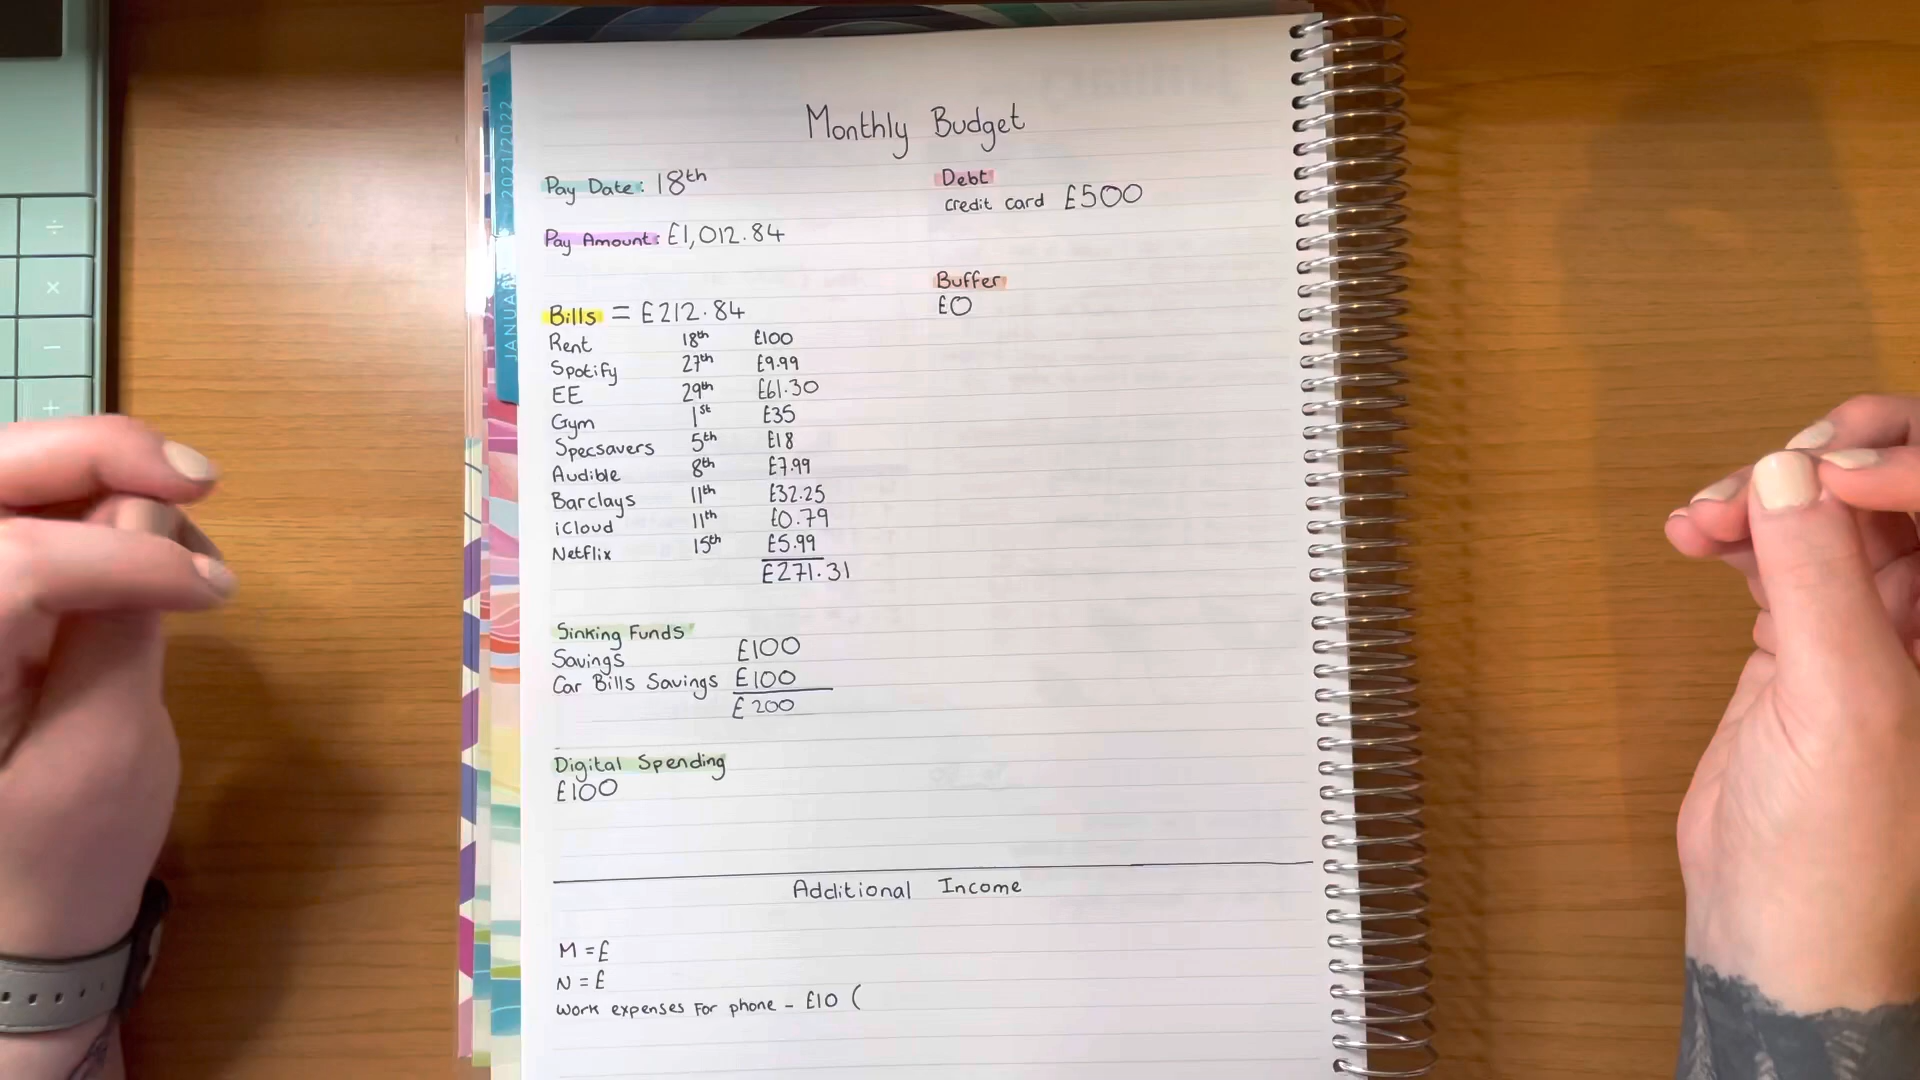 Monthly Budget
Pay Date: 18th
Pay Amount: £1,012.84
Bills = £212.84
Rent 18th £100
Spotify 27th £9.99
EE 29th £61.30
Gym 1st £35
Specsavers 5th £18
Audible 8th £7.99
Barclays 11th £32.25
iCloud 11th £0.79
Netflix 15th £5.99
£271.31
Sinking Funds
Savings £100
Car Bills Savings £100
£200
Digital Spending
£100
Debt
credit card £500
Buffer
£0
Additional Income
M = £
N = £
Work expenses for phone - £10 (
2021/2022
÷
×
−
+